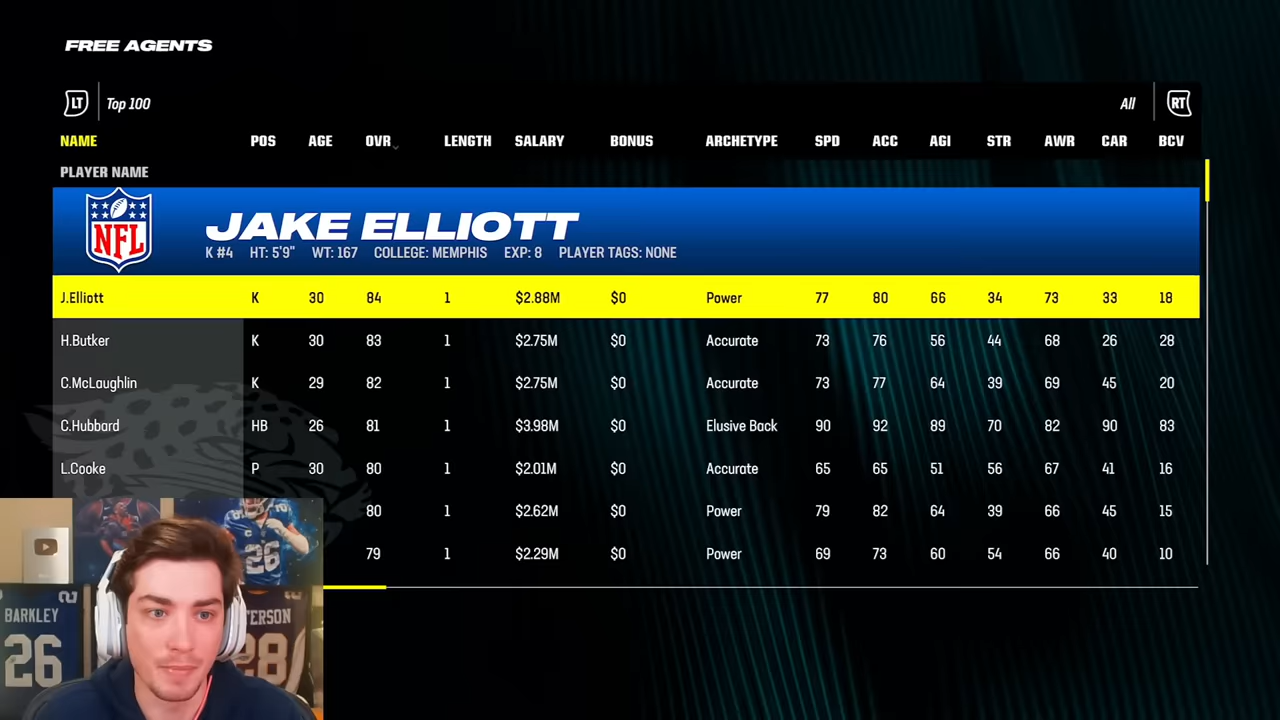 FREE AGENTS
LT Top 100 All RT
NAME POS AGE OVR LENGTH SALARY BONUS ARCHETYPE SPD ACC AGI STR AWR CAR BCV
PLAYER NAME
NFL
JAKE ELLIOTT
K #4 HT: 5'9" WT: 167 COLLEGE: MEMPHIS EXP: 8 PLAYER TAGS: NONE
J.Elliott K 30 84 1 $2.88M $0 Power 77 80 66 34 73 33 18
H.Butker K 30 83 1 $2.75M $0 Accurate 73 76 56 44 68 26 28
C.McLaughlin K 29 82 1 $2.75M $0 Accurate 73 77 64 39 69 45 20
C.Hubbard HB 26 81 1 $3.98M $0 Elusive Back 90 92 89 70 82 90 83
L.Cooke P 30 80 1 $2.01M $0 Accurate 65 65 51 56 67 41 16
80 1 $2.62M $0 Power 79 82 64 39 66 45 15
79 1 $2.29M $0 Power 69 73 60 54 66 40 10
26
BARKLEY
26
TERSON
28